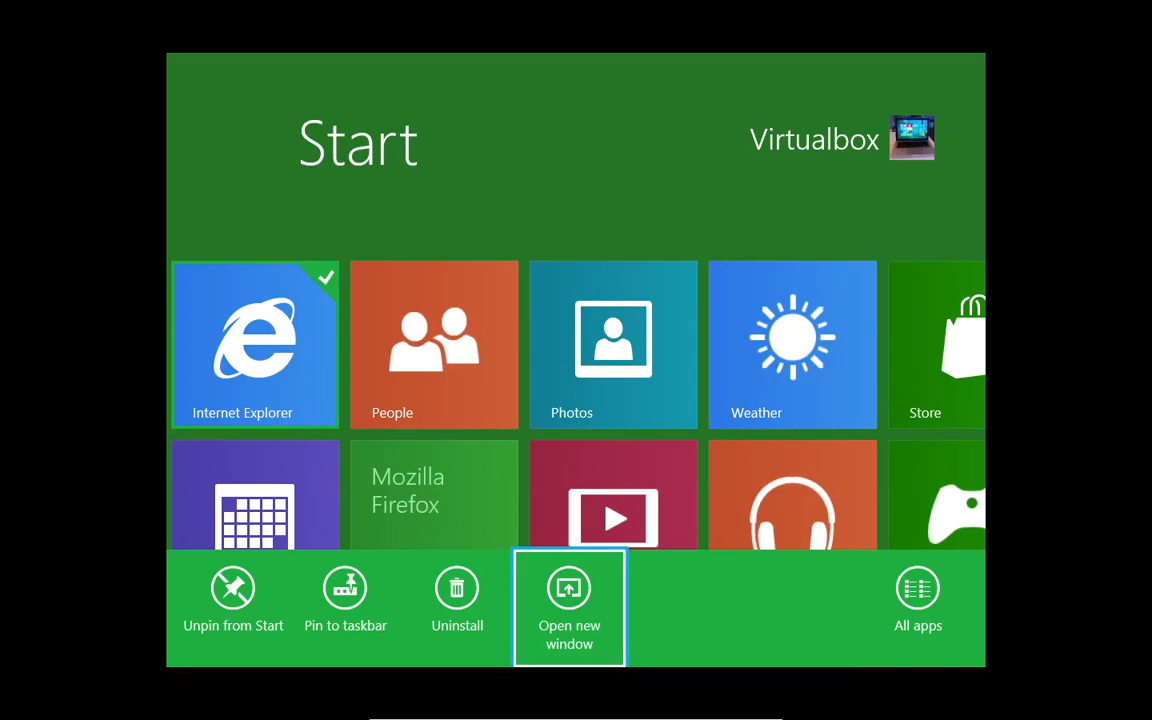 Start
Virtualbox
Internet Explorer
People
Photos
Weather
Store
Mozilla
Firefox
Unpin from Start
Pin to taskbar
Uninstall
Open new
window
All apps